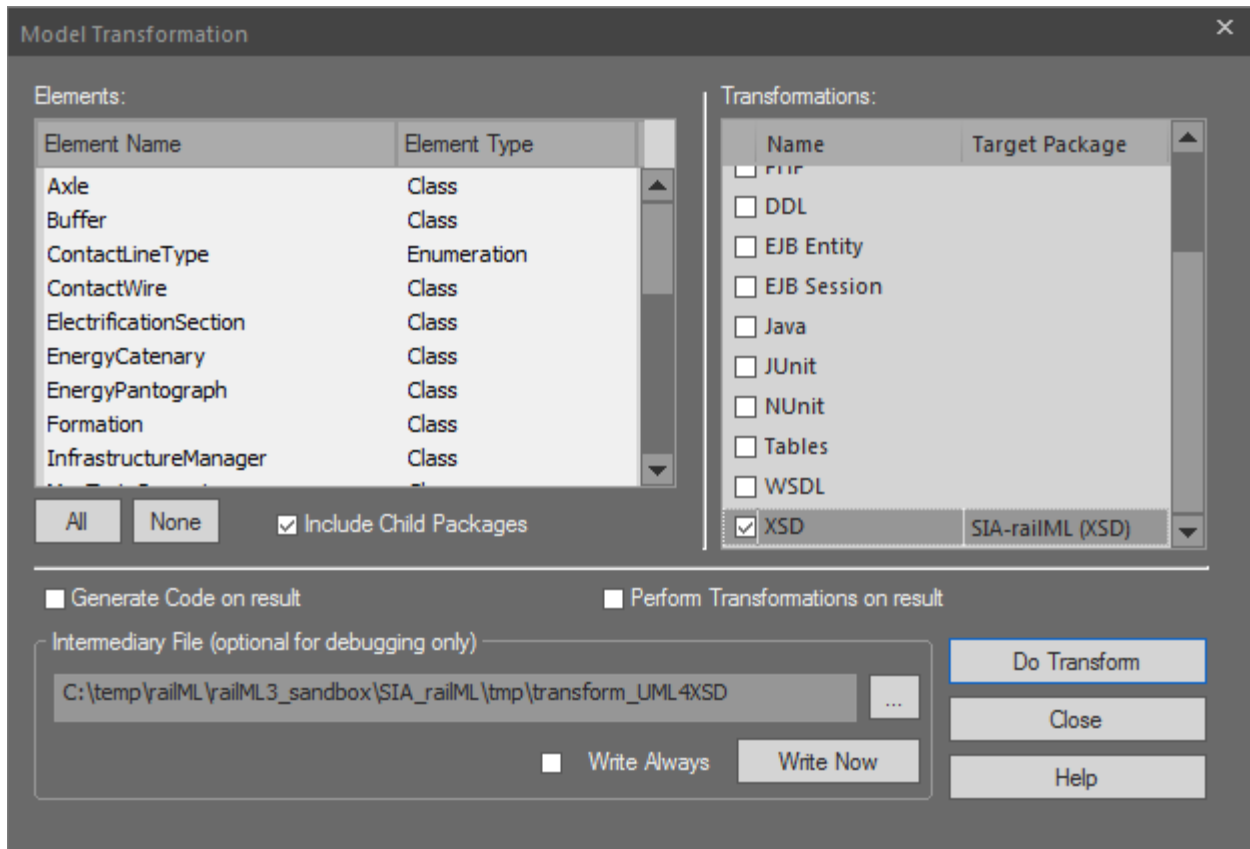 Model Transformation
Elements:
Element Name Element Type
Axle Class
Buffer Class
ContactLineType Enumeration
ContactWire Class
ElectrificationSection Class
EnergyCatenary Class
EnergyPantograph Class
Formation Class
InfrastructureManager Class
All None Include Child Packages
Transformations:
Name Target Package
DDL
EJB Entity
EJB Session
Java
JUnit
NUnit
Tables
WSDL
XSD SIA-railML (XSD)
Generate Code on result Perform Transformations on result
Intermediary File (optional for debugging only)
C:\temp\railML\railML3_sandbox\SIA_railML\tmp\transform_UML4XSD
...
Write Always Write Now
Do Transform
Close
Help